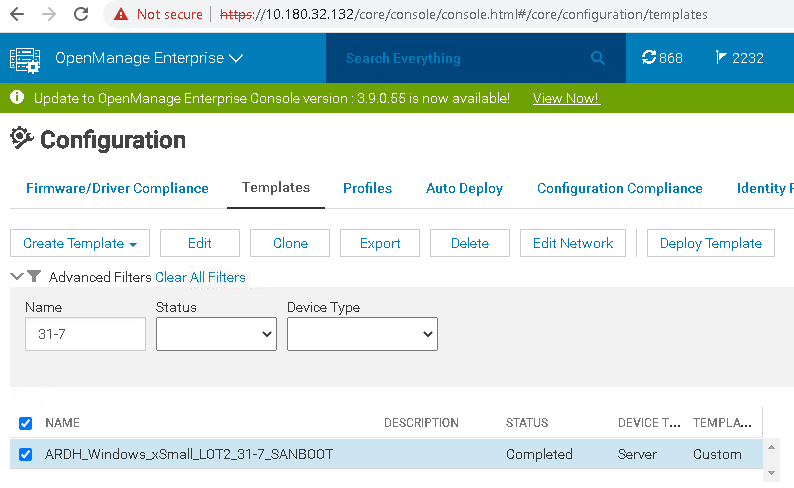 Not secure | https://10.180.32.132/core/console/console.html#/core/configuration/templates
OpenManage Enterprise Search Everything 868 2232
Update to OpenManage Enterprise Console version : 3.9.0.55 is now available! View Now!
Configuration
Firmware/Driver Compliance Templates Profiles Auto Deploy Configuration Compliance Identity P
Create Template Edit Clone Export Delete Edit Network Deploy Template
Advanced Filters Clear All Filters
Name Status Device Type
31-7
NAME DESCRIPTION STATUS DEVICE T... TEMPLA...
ARDH_Windows_xSmall_LOT2_31-7_SANBOOT Completed Server Custom